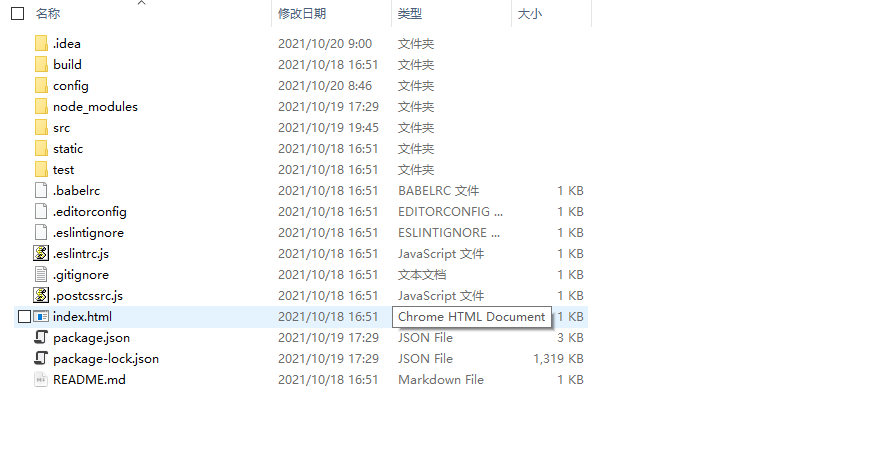 名称 修改日期 类型 大小
.idea 2021/10/20 9:00 文件夹
build 2021/10/18 16:51 文件夹
config 2021/10/20 8:46 文件夹
node_modules 2021/10/19 17:29 文件夹
src 2021/10/19 19:45 文件夹
static 2021/10/18 16:51 文件夹
test 2021/10/18 16:51 文件夹
.babelrc 2021/10/18 16:51 BABELRC 文件 1 KB
.editorconfig 2021/10/18 16:51 EDITORCONFIG ... 1 KB
.eslintignore 2021/10/18 16:51 ESLINTIGNORE ... 1 KB
.eslintrc.js 2021/10/18 16:51 JavaScript 文件 1 KB
.gitignore 2021/10/18 16:51 文本文档 1 KB
.postcssrc.js 2021/10/18 16:51 JavaScript 文件 1 KB
index.html 2021/10/18 16:51 Chrome HTML Document 1 KB
package.json 2021/10/19 17:29 JSON File 3 KB
package-lock.json 2021/10/19 17:29 JSON File 1,319 KB
README.md 2021/10/18 16:51 Markdown File 1 KB